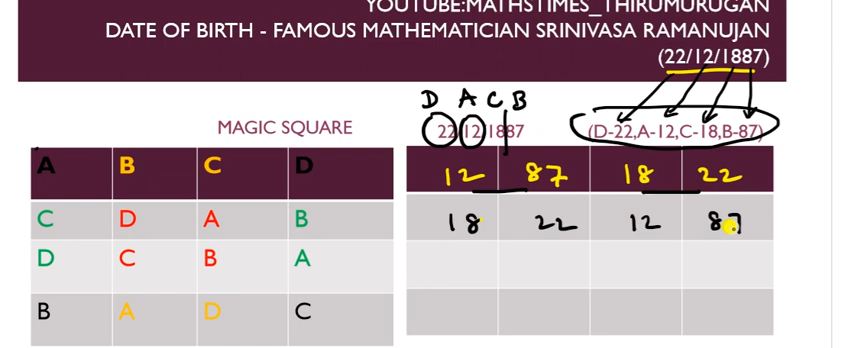 YOUTUBE:MATHSTIMES_THIRUMURUGAN
DATE OF BIRTH - FAMOUS MATHEMATICIAN SRINIVASA RAMANUJAN
(22/12/1887)
D A C B
MAGIC SQUARE
22/12/1887
(D-22,A-12,C-18,B-87)
A B C D
12 87 18 22
C D A B
18 22 12 87
D C B A
B A D C